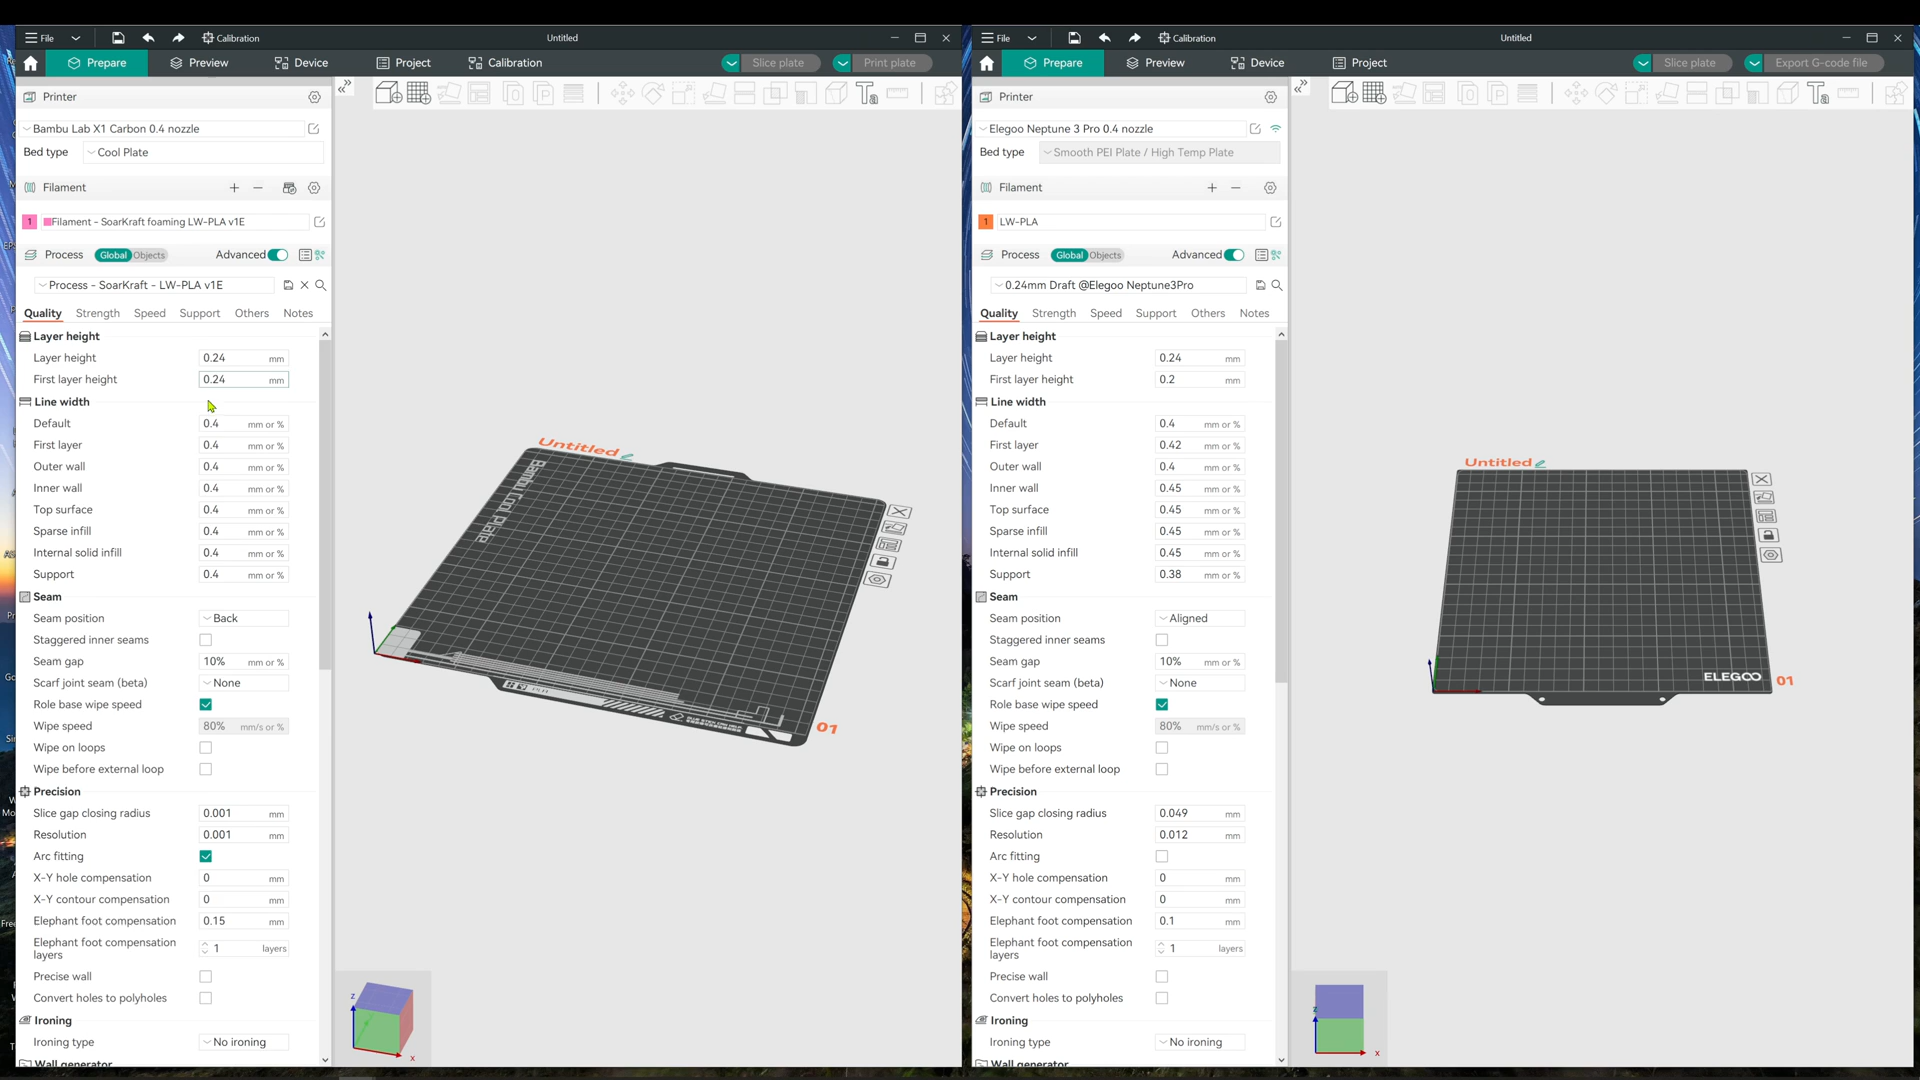 File
Calibration
Untitled
Prepare
Preview
Device
Project
Calibration
Slice plate
Print plate
Printer
Bambu Lab X1 Carbon 0.4 nozzle
Bed type
Cool Plate
Filament
1
Filament - SoarKraft foaming LW-PLA v1E
Process
Global
Objects
Advanced
Process - SoarKraft - LW-PLA v1E
Quality
Strength
Speed
Support
Others
Notes
Layer height
Layer height 0.24 mm
First layer height 0.24 mm
Line width
Default 0.4 mm or %
First layer 0.4 mm or %
Outer wall 0.4 mm or %
Inner wall 0.4 mm or %
Top surface 0.4 mm or %
Sparse infill 0.4 mm or %
Internal solid infill 0.4 mm or %
Support 0.4 mm or %
Seam
Seam position Back
Staggered inner seams
Seam gap 10% mm or %
Scarf joint seam (beta) None
Role base wipe speed
Wipe speed 80% mm/s or %
Wipe on loops
Wipe before external loop
Precision
Slice gap closing radius 0.001 mm
Resolution 0.001 mm
Arc fitting
X-Y hole compensation 0 mm
X-Y contour compensation 0 mm
Elephant foot compensation 0.15 mm
Elephant foot compensation
layers 1 layers
Precise wall
Convert holes to polyholes
Ironing
Ironing type No ironing
Wall generator
Untitled
Bambu Cool Plate
01
z
x
File
Calibration
Untitled
Prepare
Preview
Device
Project
Slice plate
Export G-code file
Printer
Elegoo Neptune 3 Pro 0.4 nozzle
Bed type
Smooth PEI Plate / High Temp Plate
Filament
1
LW-PLA
Process
Global
Objects
Advanced
0.24mm Draft @Elegoo Neptune3Pro
Quality
Strength
Speed
Support
Others
Notes
Layer height
Layer height 0.24 mm
First layer height 0.2 mm
Line width
Default 0.4 mm or %
First layer 0.42 mm or %
Outer wall 0.4 mm or %
Inner wall 0.45 mm or %
Top surface 0.45 mm or %
Sparse infill 0.45 mm or %
Internal solid infill 0.45 mm or %
Support 0.38 mm or %
Seam
Seam position Aligned
Staggered inner seams
Seam gap 10% mm or %
Scarf joint seam (beta) None
Role base wipe speed
Wipe speed 80% mm/s or %
Wipe on loops
Wipe before external loop
Precision
Slice gap closing radius 0.049 mm
Resolution 0.012 mm
Arc fitting
X-Y hole compensation 0 mm
X-Y contour compensation 0 mm
Elephant foot compensation 0.1 mm
Elephant foot compensation
layers 1 layers
Precise wall
Convert holes to polyholes
Ironing
Ironing type No ironing
Wall generator
Untitled
ELEGOO
01
z
x